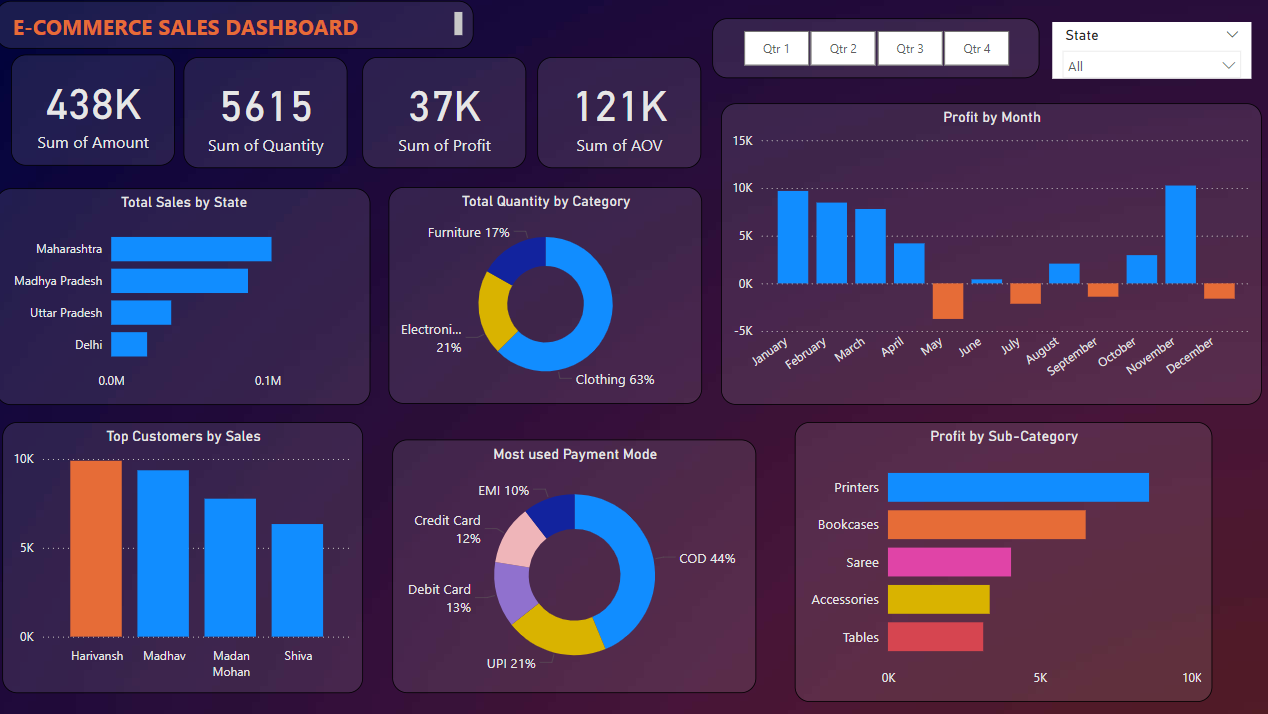 E-COMMERCE SALES DASHBOARD
Qtr 1
Qtr 2
Qtr 3
Qtr 4
State
All
438K
Sum of Amount
5615
Sum of Quantity
37K
Sum of Profit
121K
Sum of AOV
Total Sales by State
Maharashtra
Madhya Pradesh
Uttar Pradesh
Delhi
0.0M
0.1M
Total Quantity by Category
Furniture 17%
Electroni...
21%
Clothing 63%
Profit by Month
15K
10K
5K
0K
-5K
January
February
March
April
May
June
July
August
September
October
November
December
Top Customers by Sales
10K
5K
0K
Harivansh
Madhav
Madan
Mohan
Shiva
Most used Payment Mode
EMI 10%
Credit Card
12%
Debit Card
13%
UPI 21%
COD 44%
Profit by Sub-Category
Printers
Bookcases
Saree
Accessories
Tables
0K
5K
10K